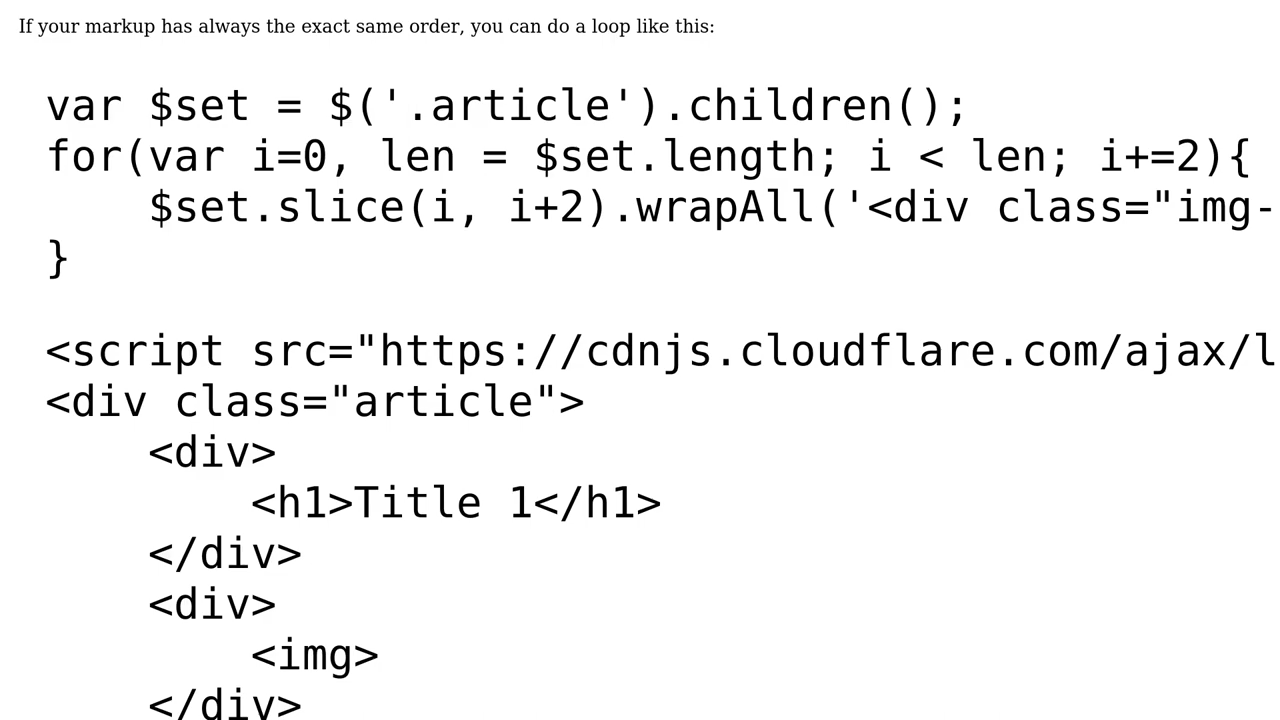 If your markup has always the exact same order, you can do a loop like this:
var $set = $('.article').children();
for(var i=0, len = $set.length; i < len; i+=2){
    $set.slice(i, i+2).wrapAll('<div class="img-
}
<script src="https://cdnjs.cloudflare.com/ajax/l
<div class="article">
    <div>
        <h1>Title 1</h1>
    </div>
    <div>
        <img>
    </div>